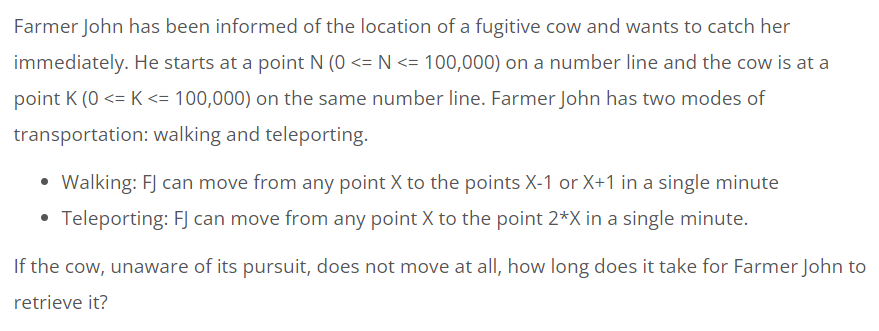 Farmer John has been informed of the location of a fugitive cow and wants to catch her
immediately. He starts at a point N (0 <= N <= 100,000) on a number line and the cow is at a
point K (0 <= K <= 100,000) on the same number line. Farmer John has two modes of
transportation: walking and teleporting.
• Walking: FJ can move from any point X to the points X-1 or X+1 in a single minute
• Teleporting: FJ can move from any point X to the point 2*X in a single minute.
If the cow, unaware of its pursuit, does not move at all, how long does it take for Farmer John to
retrieve it?